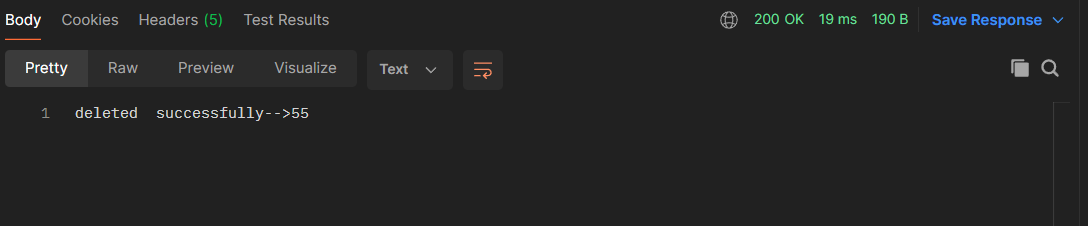 Body Cookies Headers (5) Test Results 200 OK 19 ms 190 B Save Response
Pretty Raw Preview Visualize Text
1 deleted  successfully-->55